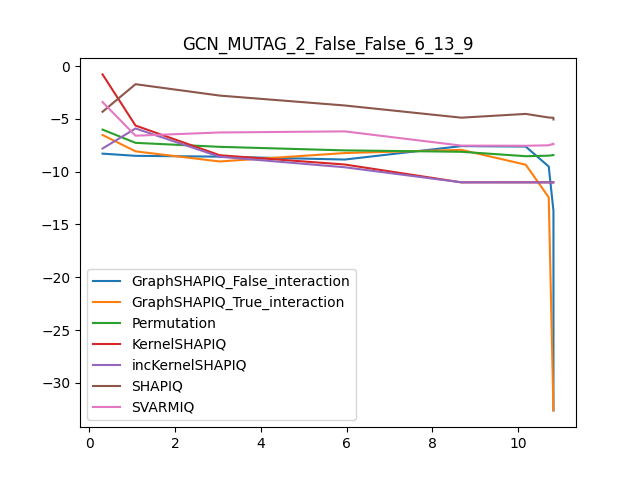 GCN_MUTAG_2_False_False_6_13_9
0
−5
−10
−15
−20
−25
−30
GraphSHAPIQ_False_interaction
GraphSHAPIQ_True_interaction
Permutation
KernelSHAPIQ
incKernelSHAPIQ
SHAPIQ
SVARMIQ
0 2 4 6 8 10